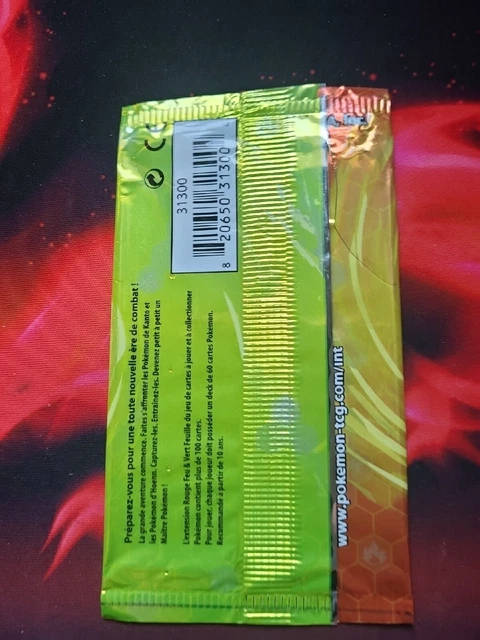 Préparez-vous pour une toute nouvelle ère de combat !
La grande aventure commence. Faites s'affronter les Pokémon de Kanto et
les Pokémon d'Hoenn. Capturez-les. Entraînez-les. Devenez petit à petit un
Maître Pokémon.
L'extension Rouge Feu & Vert Feuille du jeu de cartes à jouer et à collectionner
Pokémon contient plus de 100 cartes.
Pour jouer, chaque joueur doit posséder un deck de 60 cartes Pokémon.
Recommandé à partir de 10 ans.
CE
31300
8 20650 31300
www.pokemon-tcg.com/int